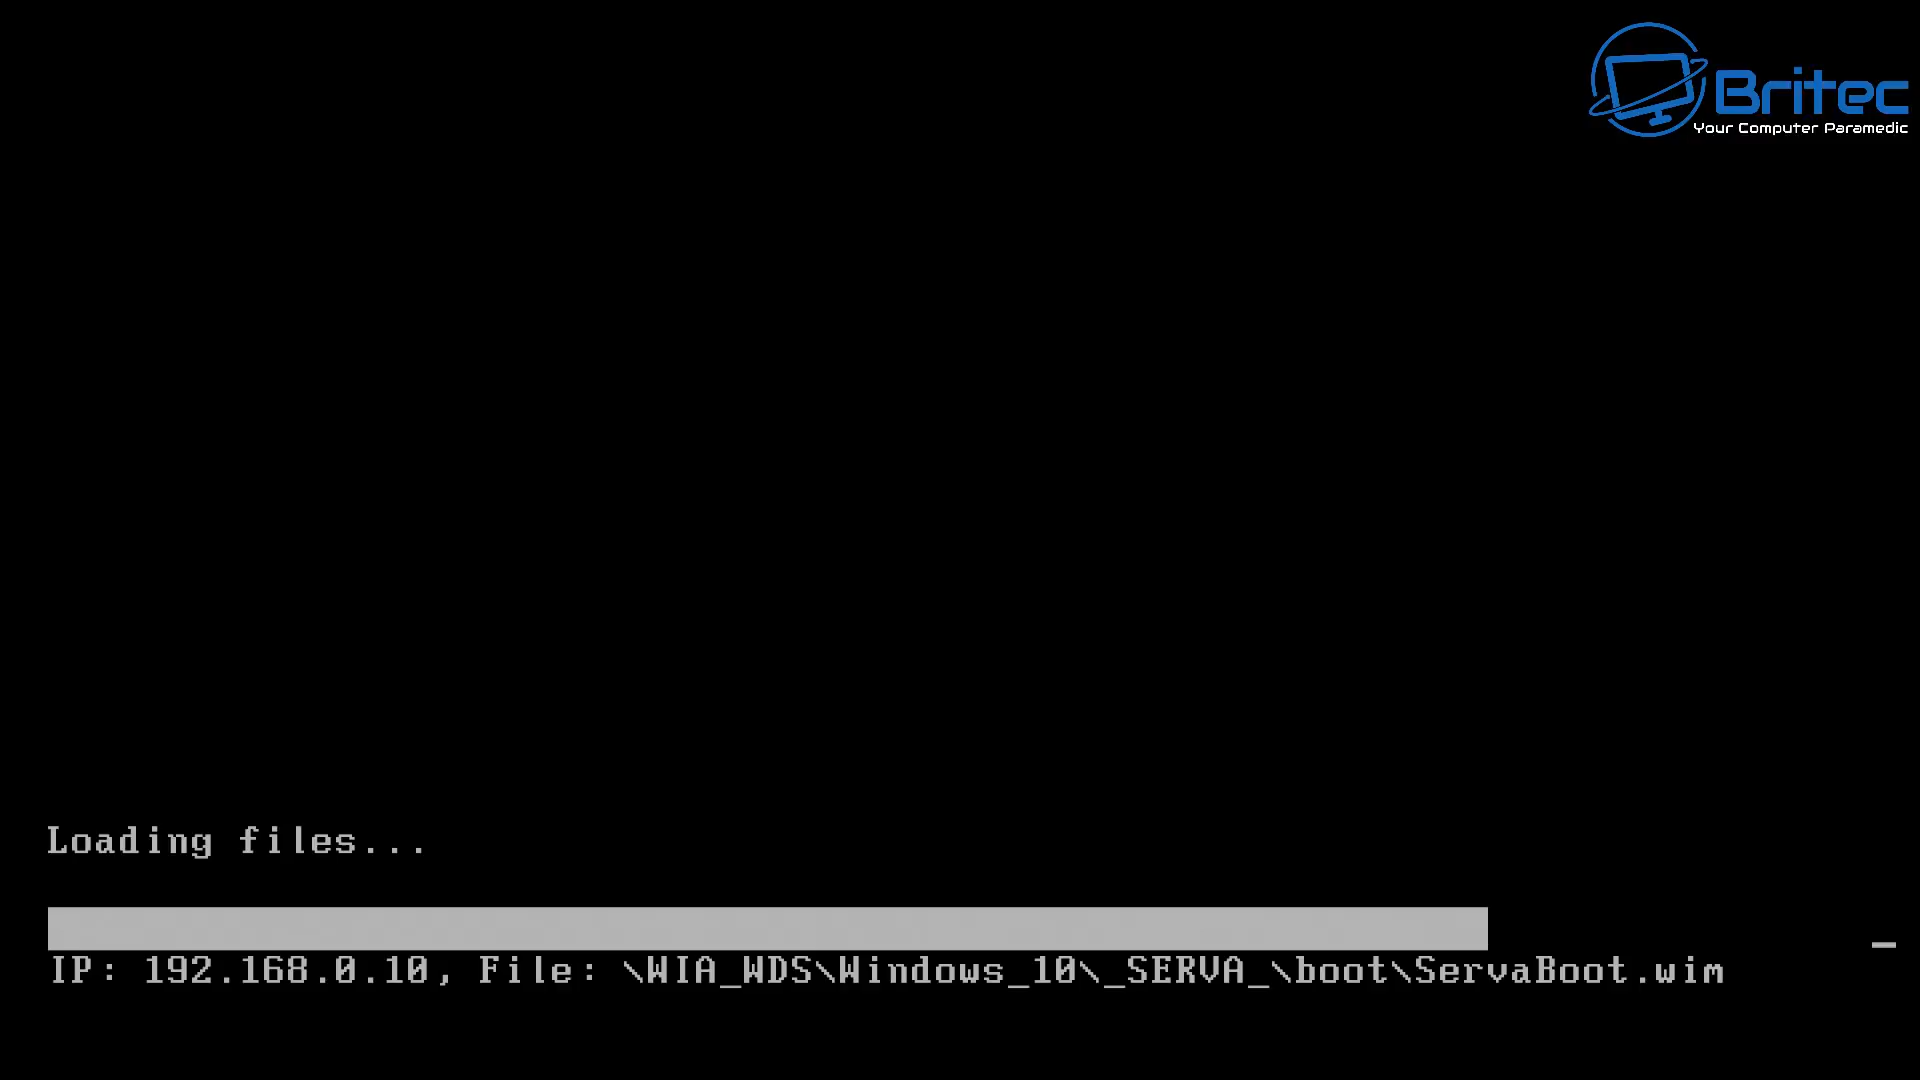 Britec
Your Computer Paramedic
Loading files...
IP: 192.168.0.10, File: \WIA_WDS\Windows_10\_SERVA_\boot\ServaBoot.wim